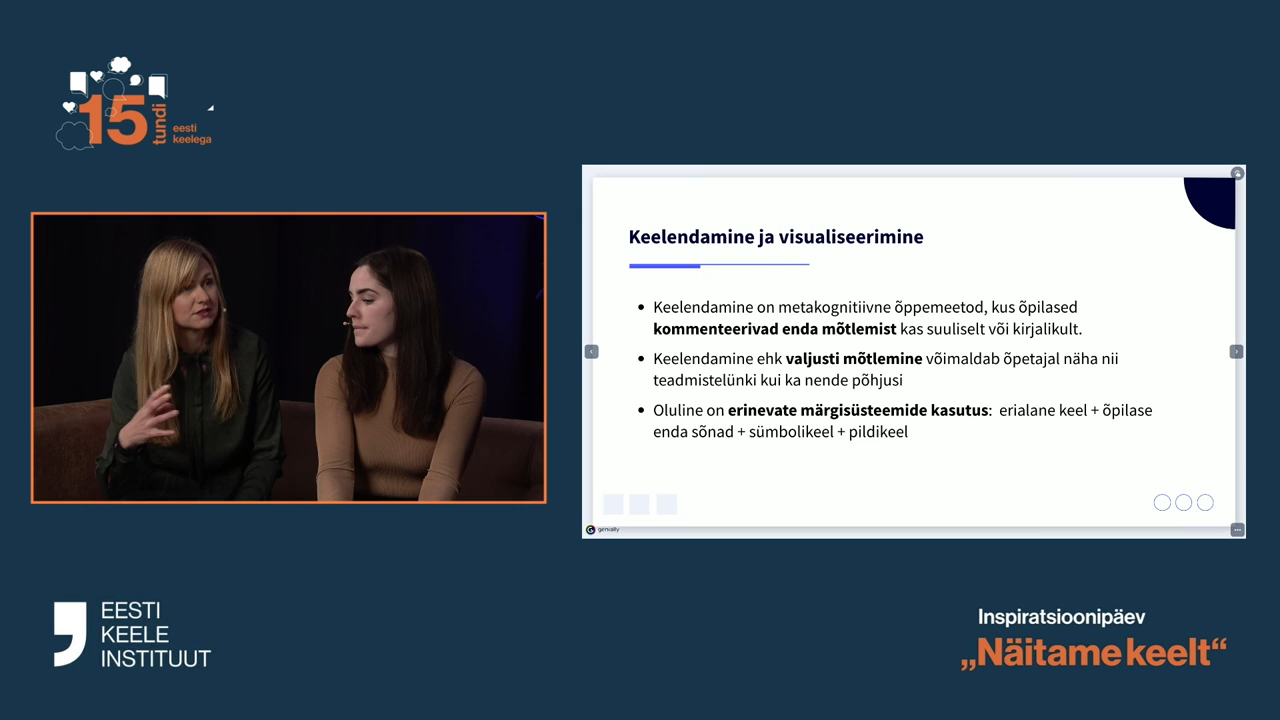 15
tundi
eesti
keelega
Keelendamine ja visualiseerimine
• Keelendamine on metakognitiivne õppemeetod, kus õpilased
kommenteerivad enda mõtlemist kas suuliselt või kirjalikult.
• Keelendamine ehk valjusti mõtlemine võimaldab õpetajal näha nii
teadmistelünki kui ka nende põhjusi
• Oluline on erinevate märgisüsteemide kasutus: erialane keel + õpilase
enda sõnad + sümbolikeel + pildikeel
genially
EESTI
KEELE
INSTITUUT
Inspiratsioonipäev
„Näitame keelt“